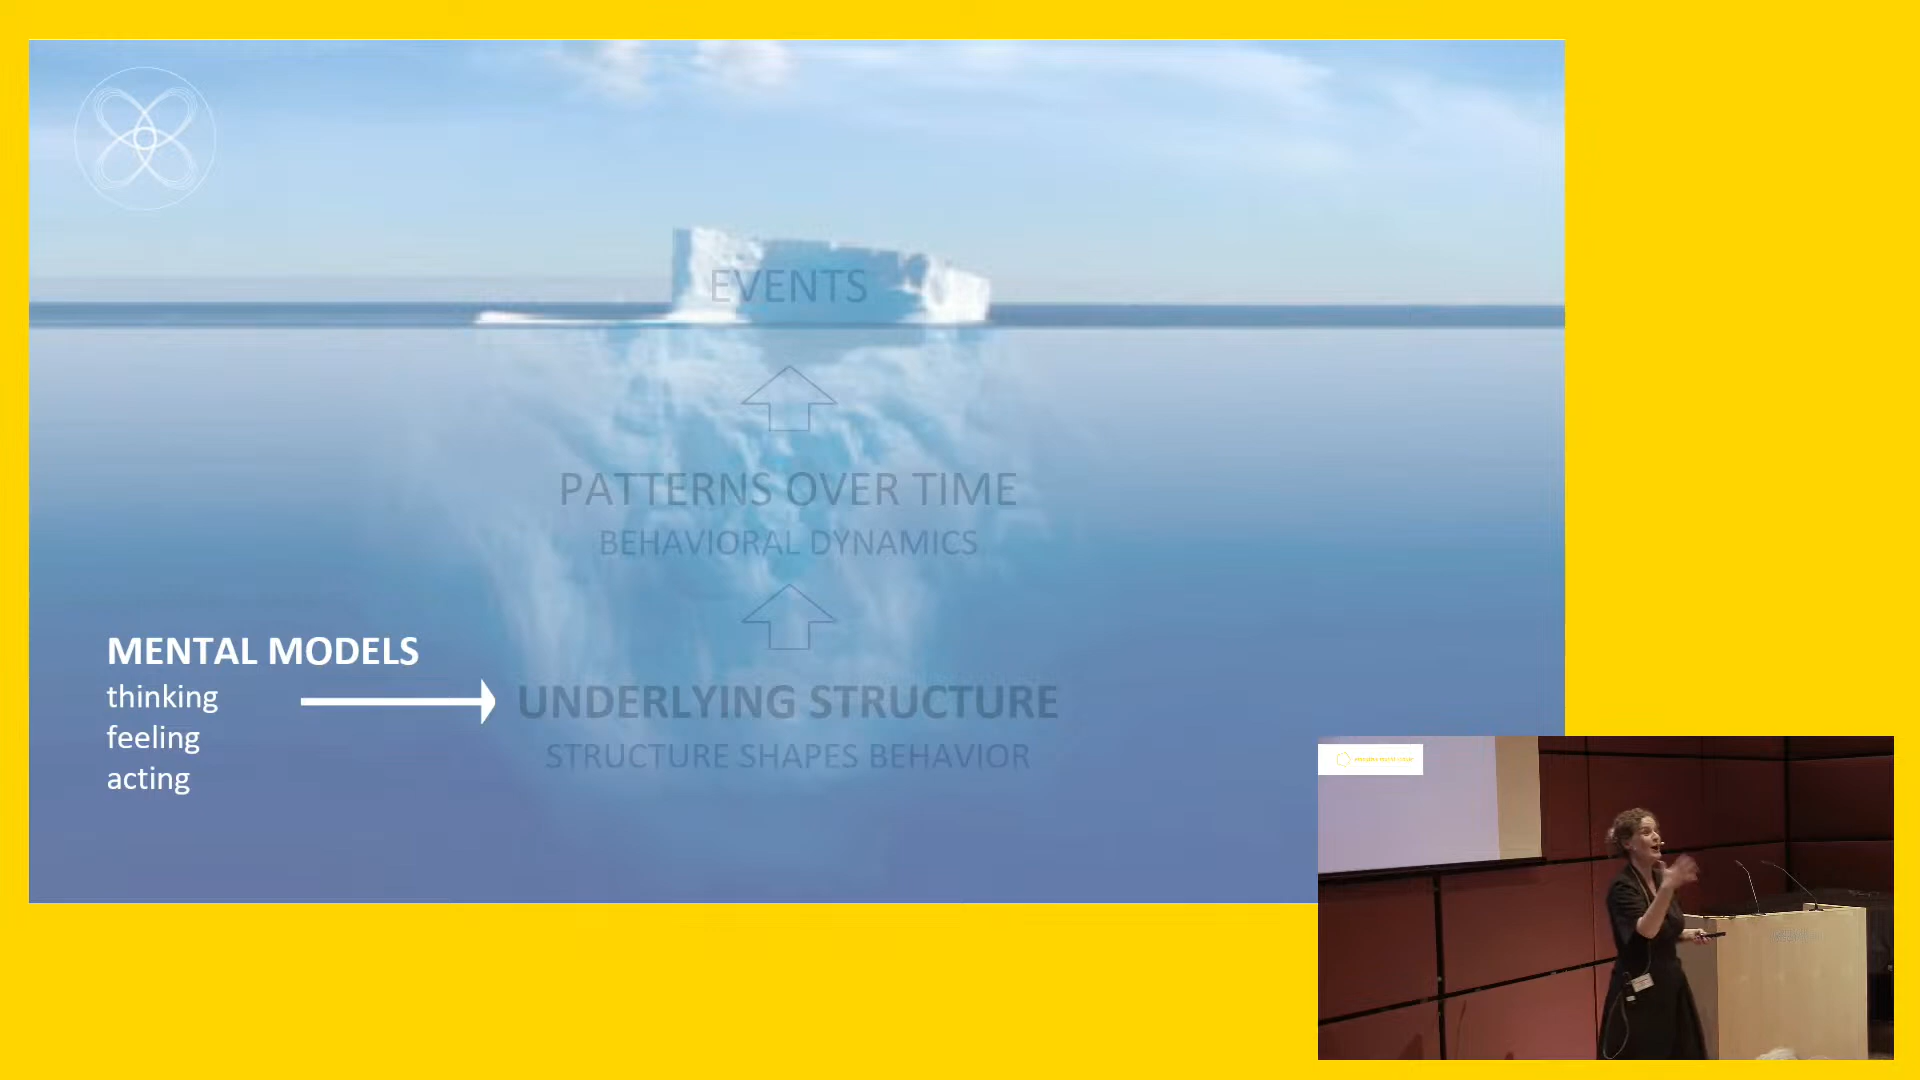 EVENTS
PATTERNS OVER TIME
BEHAVIORAL DYNAMICS
MENTAL MODELS
thinking
feeling
acting
UNDERLYING STRUCTURE
STRUCTURE SHAPES BEHAVIOR